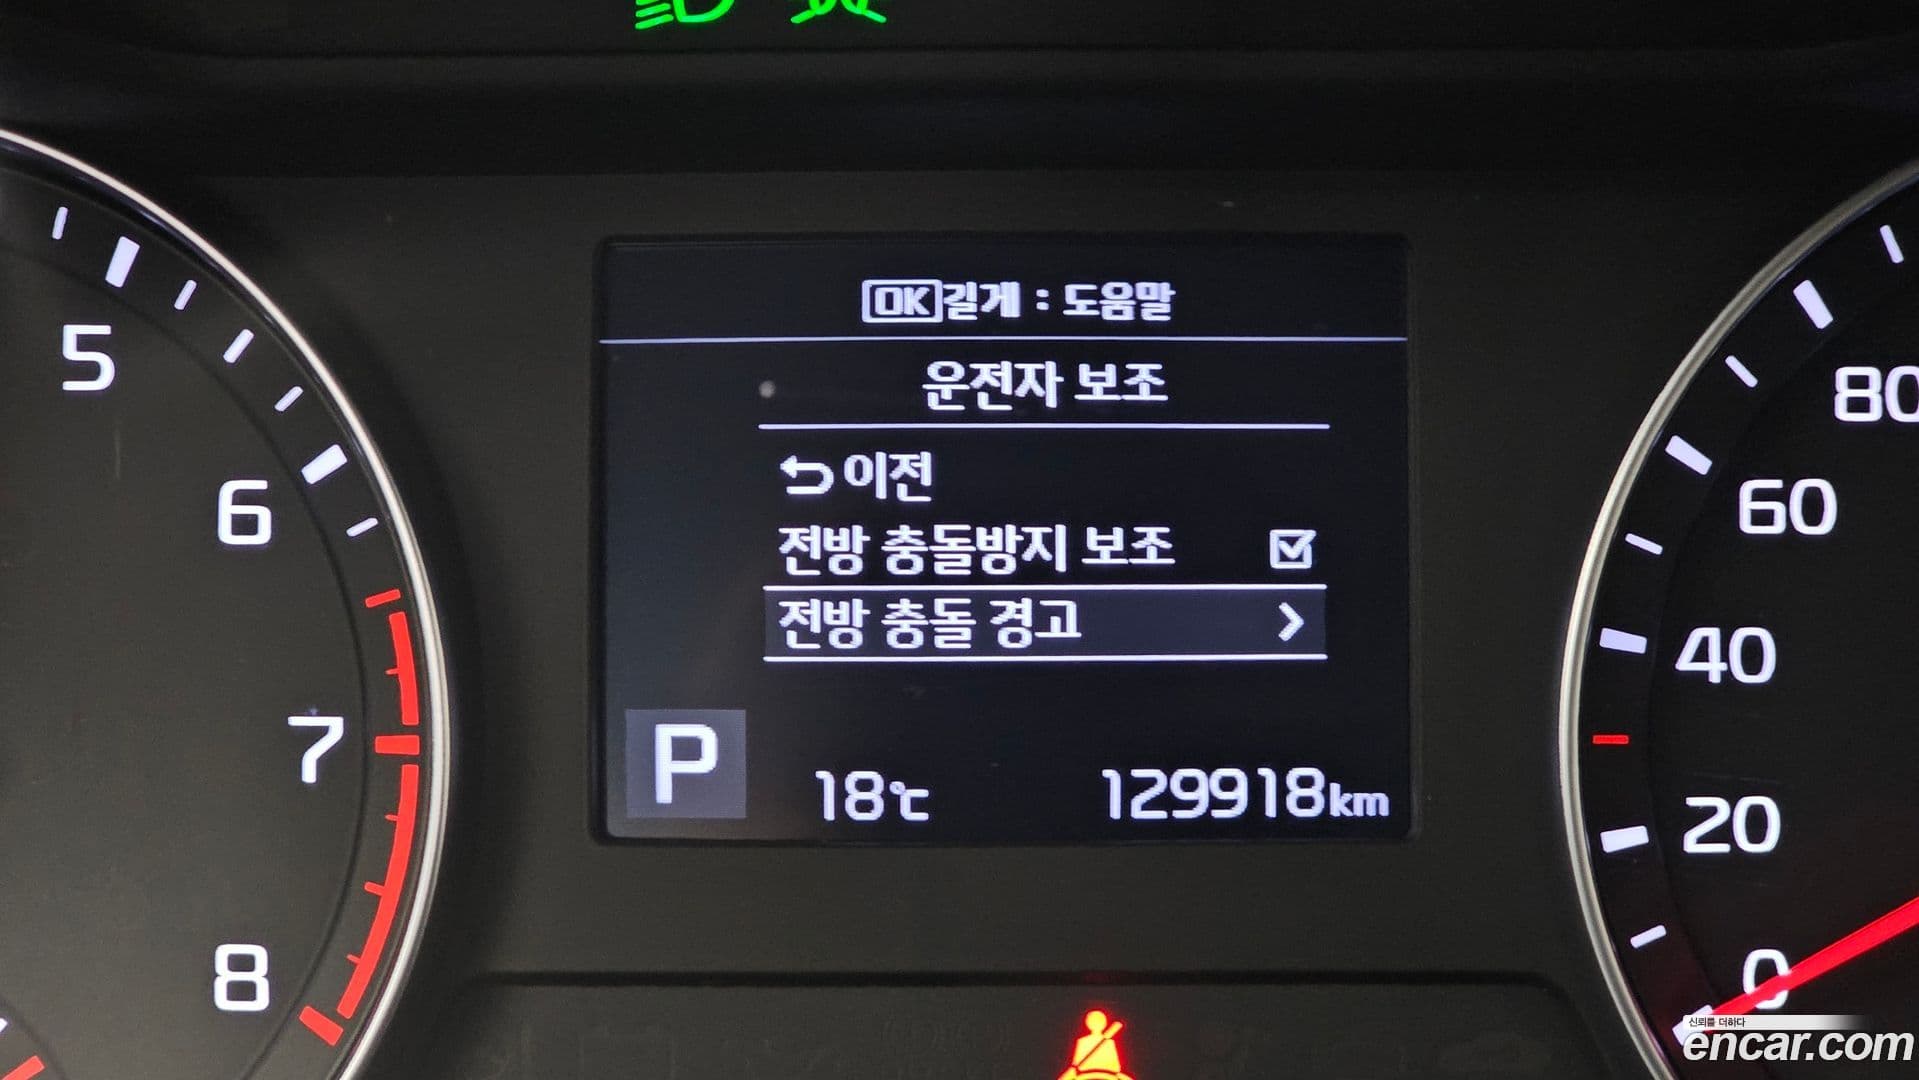 OK길게 : 도움말
운전자 보조
이전
전방 충돌방지 보조
전방 충돌 경고
P
18℃
129918km
5
6
7
8
80
60
40
20
0
신뢰를 더하다
encar.com